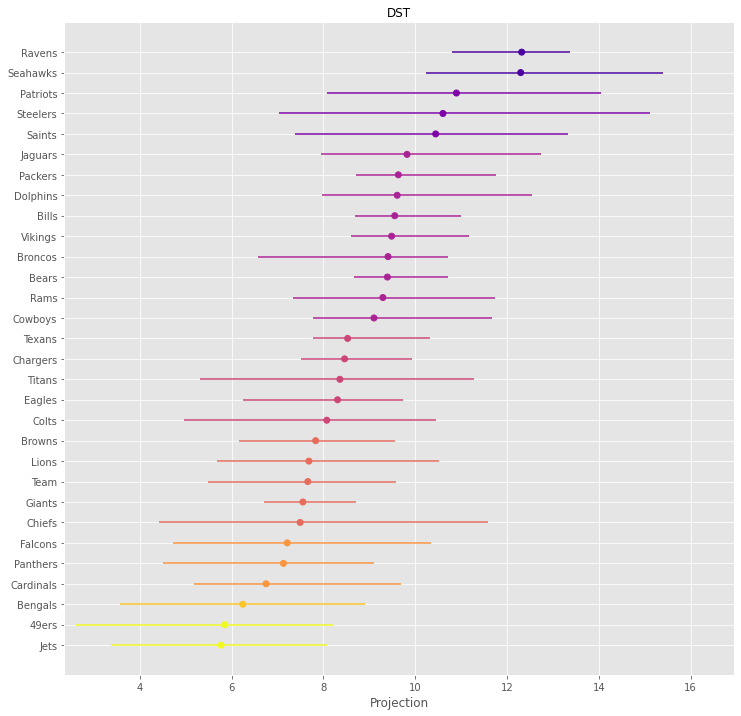 DST
Ravens
Seahawks
Patriots
Steelers
Saints
Jaguars
Packers
Dolphins
Bills
Vikings
Broncos
Bears
Rams
Cowboys
Texans
Chargers
Titans
Eagles
Colts
Browns
Lions
Team
Giants
Chiefs
Falcons
Panthers
Cardinals
Bengals
49ers
Jets
4 6 8 10 12 14 16
Projection